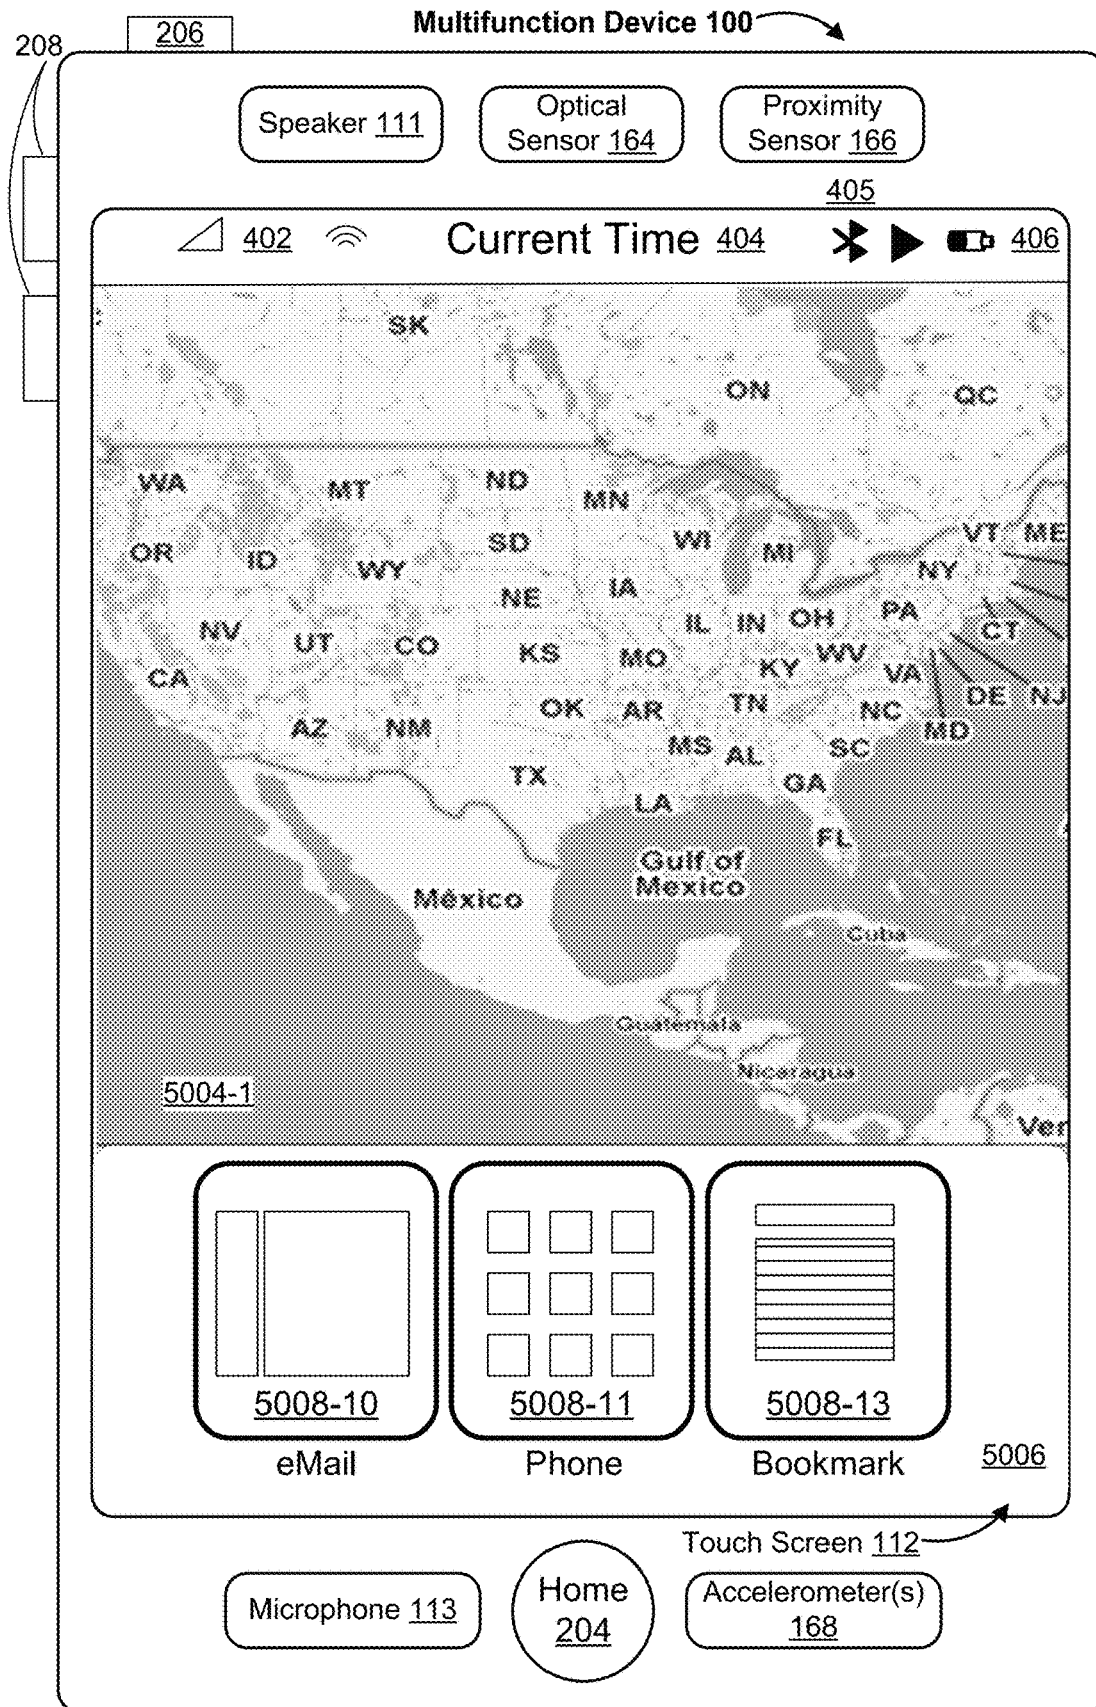 Multifunction Device 100
206
208
Speaker 111
Optical
Sensor 164
Proximity
Sensor 166
405
402
Current Time 404
406
SK
ON
QC
WA
MT
ND
MN
OR
ID
WY
SD
WI
MI
VT
ME
NY
NE
IA
NV
UT
CO
KS
MO
IL
IN
OH
PA
CT
CA
KY
WV
VA
DE
NJ
AZ
NM
OK
AR
TN
NC
MD
MS
AL
SC
TX
GA
LA
FL
Gulf of
Mexico
México
Cuba
Guatemala
Nicaragua
5004-1
Ver
5008-10
5008-11
5008-13
eMail
Phone
Bookmark
5006
Touch Screen 112
Microphone 113
Home
204
Accelerometer(s)
168